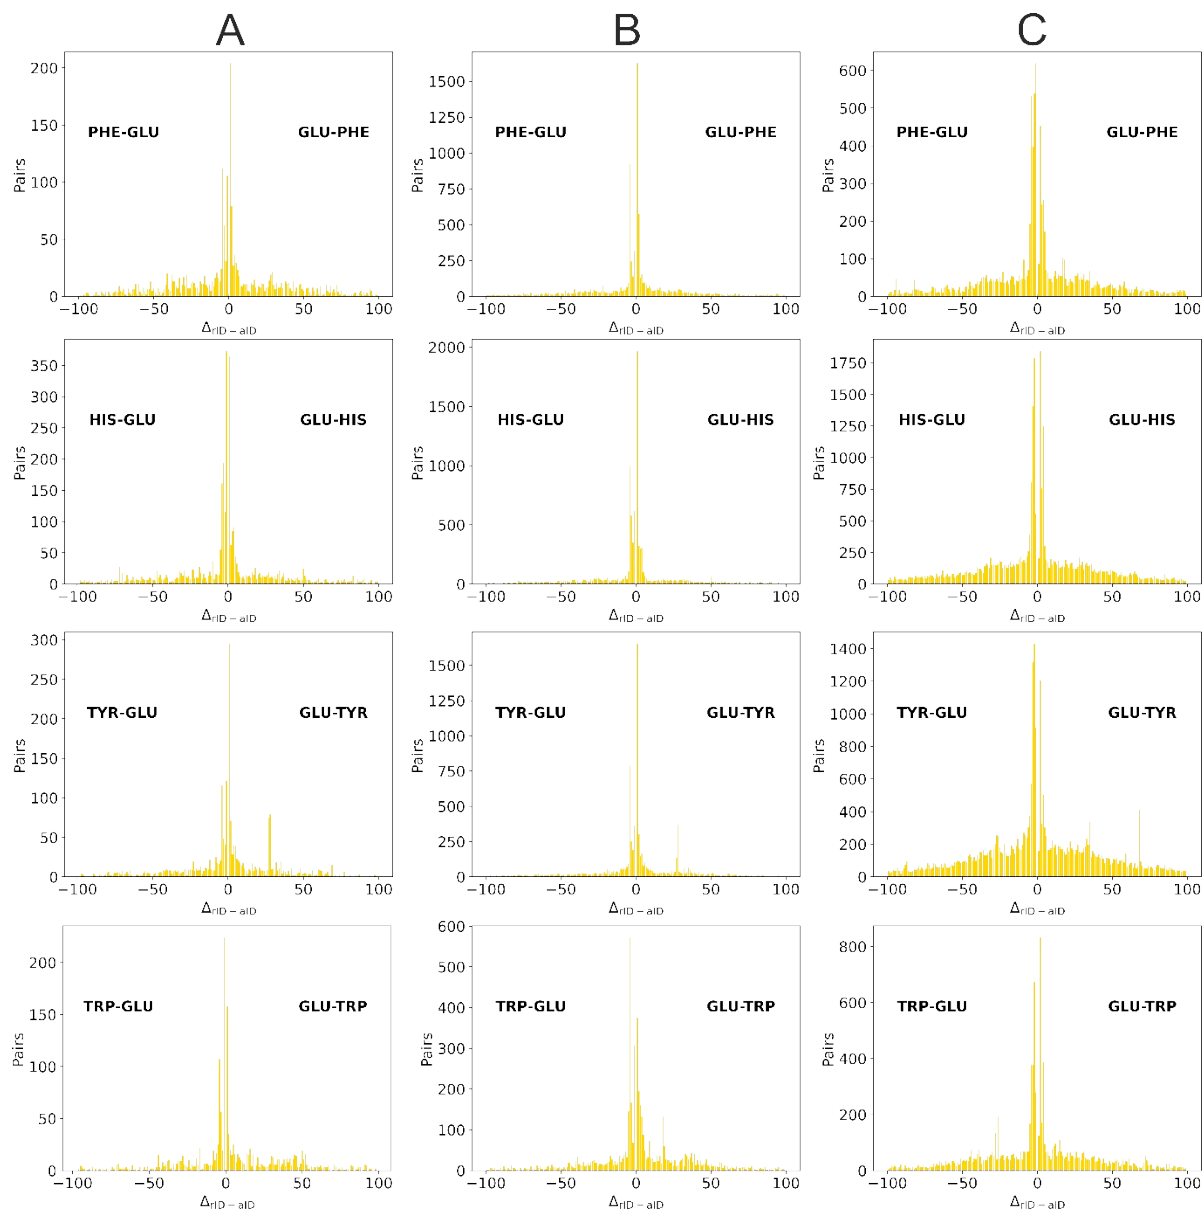 A B C
200
150
100
50
0
Pairs
PHE-GLU GLU-PHE
−100 −50 0 50 100
Δ_rID − aID
1500
1250
1000
750
500
250
0
Pairs
PHE-GLU GLU-PHE
−100 −50 0 50 100
Δ_rID − aID
600
500
400
300
200
100
0
Pairs
PHE-GLU GLU-PHE
−100 −50 0 50 100
Δ_rID − aID
350
300
250
200
150
100
50
0
Pairs
HIS-GLU GLU-HIS
−100 −50 0 50 100
Δ_rID − aID
2000
1500
1000
500
0
Pairs
HIS-GLU GLU-HIS
−100 −50 0 50 100
Δ_rID − aID
1750
1500
1250
1000
750
500
250
0
Pairs
HIS-GLU GLU-HIS
−100 −50 0 50 100
Δ_rID − aID
300
250
200
150
100
50
0
Pairs
TYR-GLU GLU-TYR
−100 −50 0 50 100
Δ_rID − aID
1500
1250
1000
750
500
250
0
Pairs
TYR-GLU GLU-TYR
−100 −50 0 50 100
Δ_rID − aID
1400
1200
1000
800
600
400
200
0
Pairs
TYR-GLU GLU-TYR
−100 −50 0 50 100
Δ_rID − aID
200
150
100
50
0
Pairs
TRP-GLU GLU-TRP
−100 −50 0 50 100
Δ_rID − aID
600
500
400
300
200
100
0
Pairs
TRP-GLU GLU-TRP
−100 −50 0 50 100
Δ_rID − aID
800
600
400
200
0
Pairs
TRP-GLU GLU-TRP
−100 −50 0 50 100
Δ_rID − aID